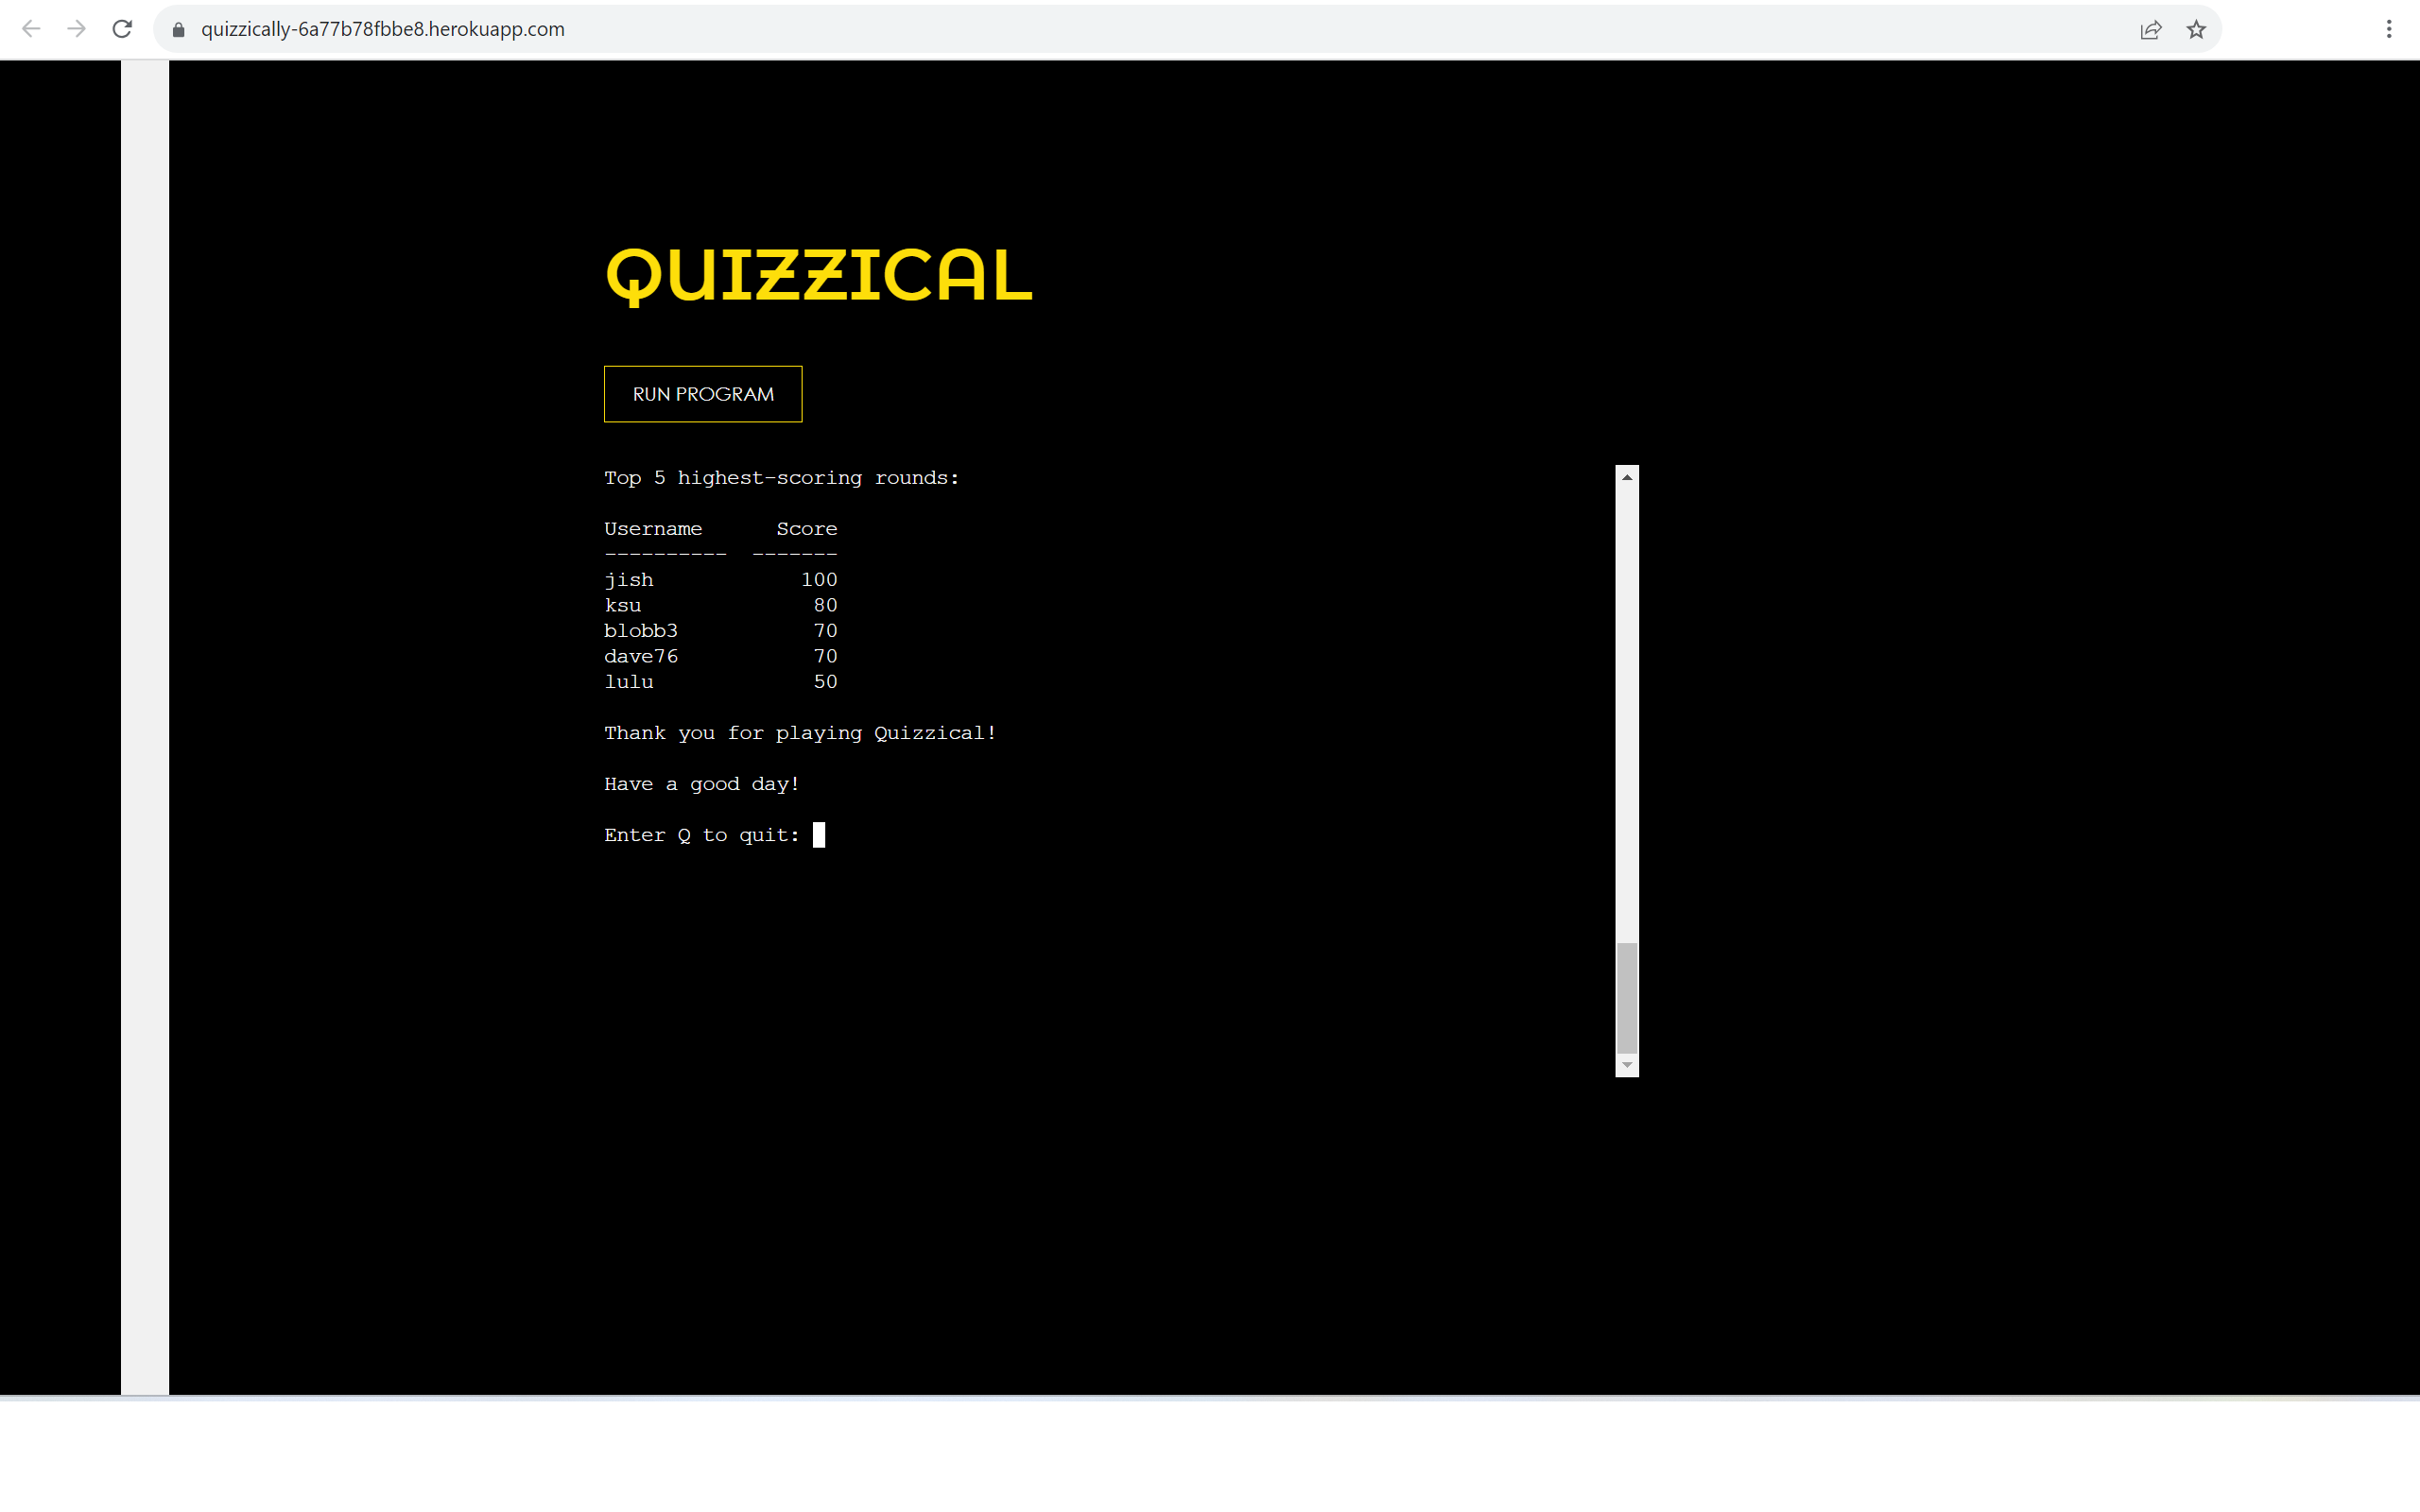 quizzically-6a77b78fbbe8.herokuapp.com
QUIZZICAL
RUN PROGRAM
Top 5 highest-scoring rounds:
Username Score
---------- -------
jish 100
ksu 80
blobb3 70
dave76 70
lulu 50
Thank you for playing Quizzical!
Have a good day!
Enter Q to quit: